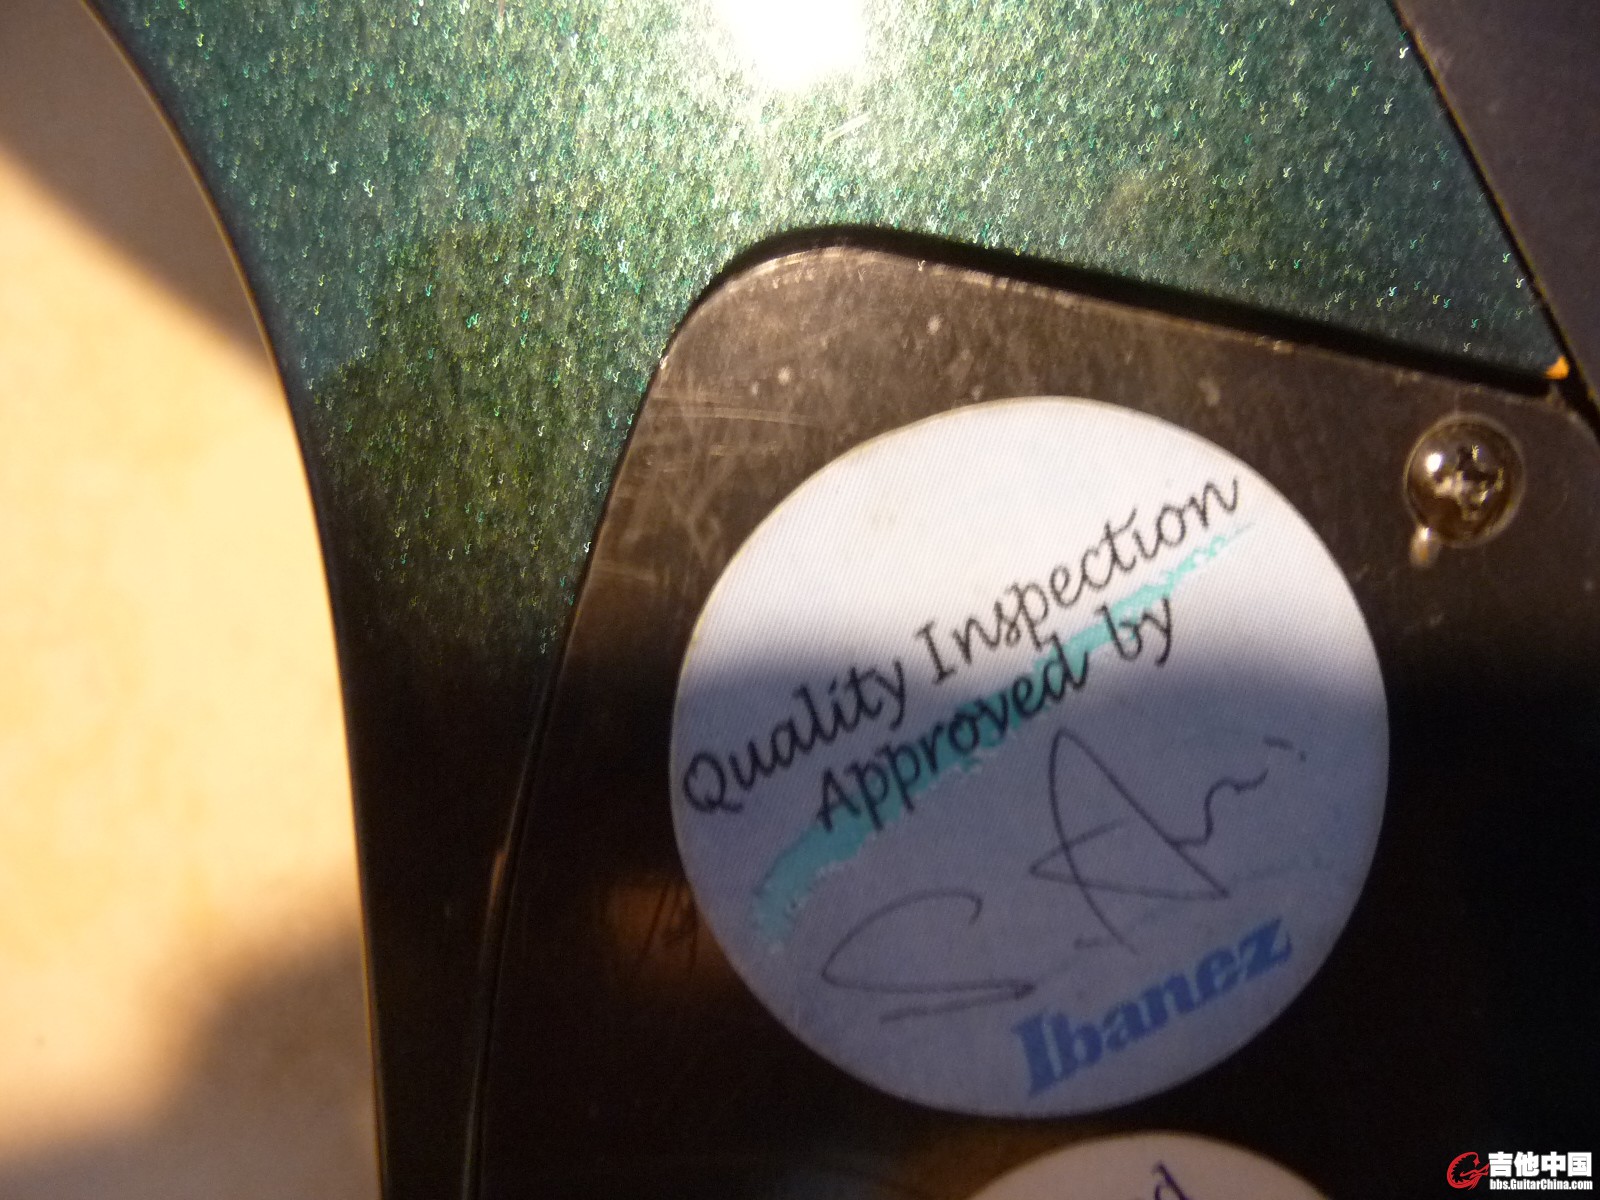 Quality Inspection
Approved by
Ibanez
d
吉他中国
bbs.GuitarChina.com